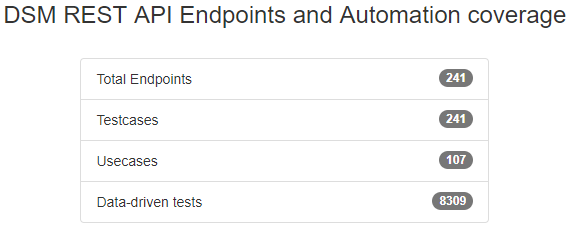 DSM REST API Endpoints and Automation coverage
Total Endpoints 241
Testcases 241
Usecases 107
Data-driven tests 8309